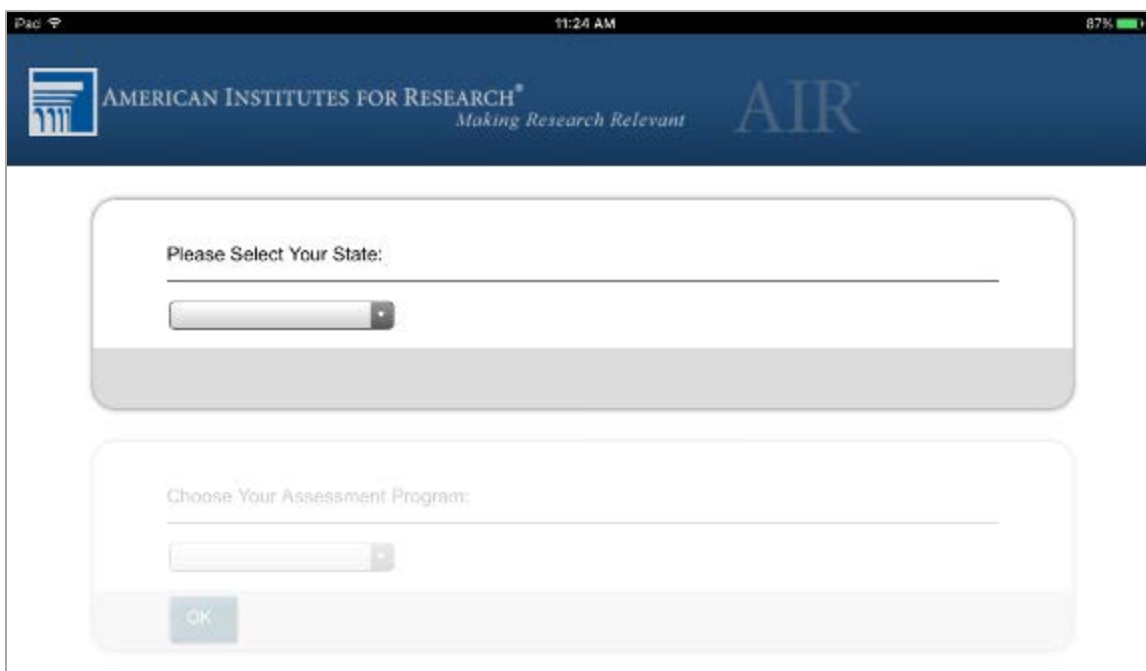 iPad 11:24 AM 87%
AMERICAN INSTITUTES FOR RESEARCH®
Making Research Relevant
AIR
Please Select Your State:
Choose Your Assessment Program:
OK